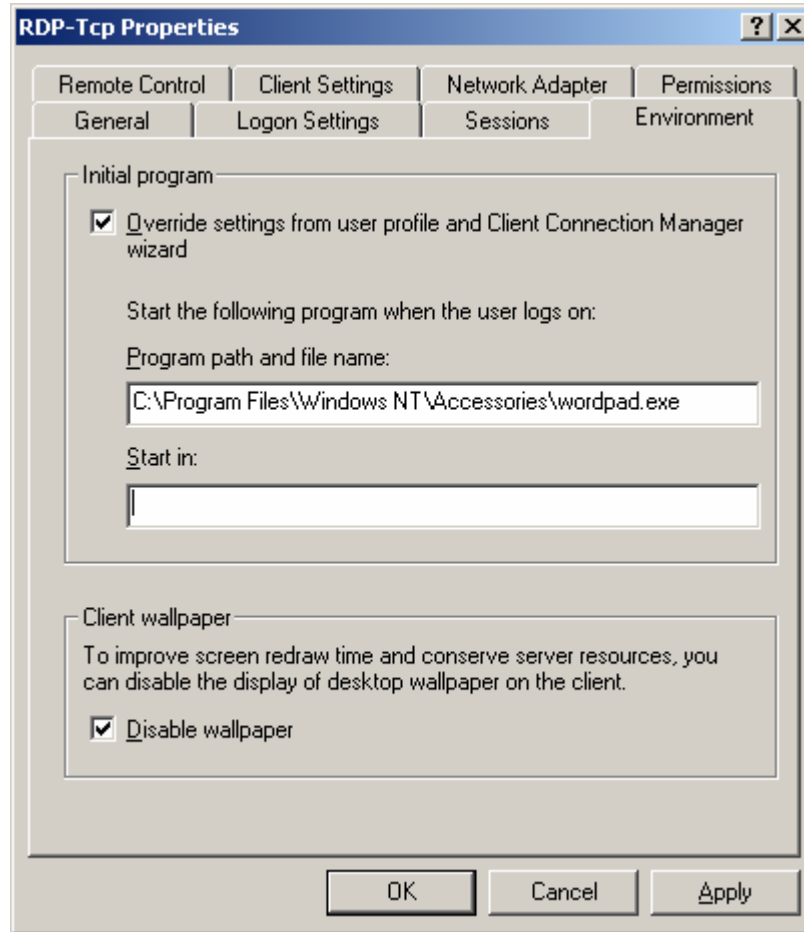 RDP-Tcp Properties
Remote Control Client Settings Network Adapter Permissions
General Logon Settings Sessions Environment
Initial program
Override settings from user profile and Client Connection Manager
wizard
Start the following program when the user logs on:
Program path and file name:
C:\Program Files\Windows NT\Accessories\wordpad.exe
Start in:
Client wallpaper
To improve screen redraw time and conserve server resources, you
can disable the display of desktop wallpaper on the client.
Disable wallpaper
OK Cancel Apply